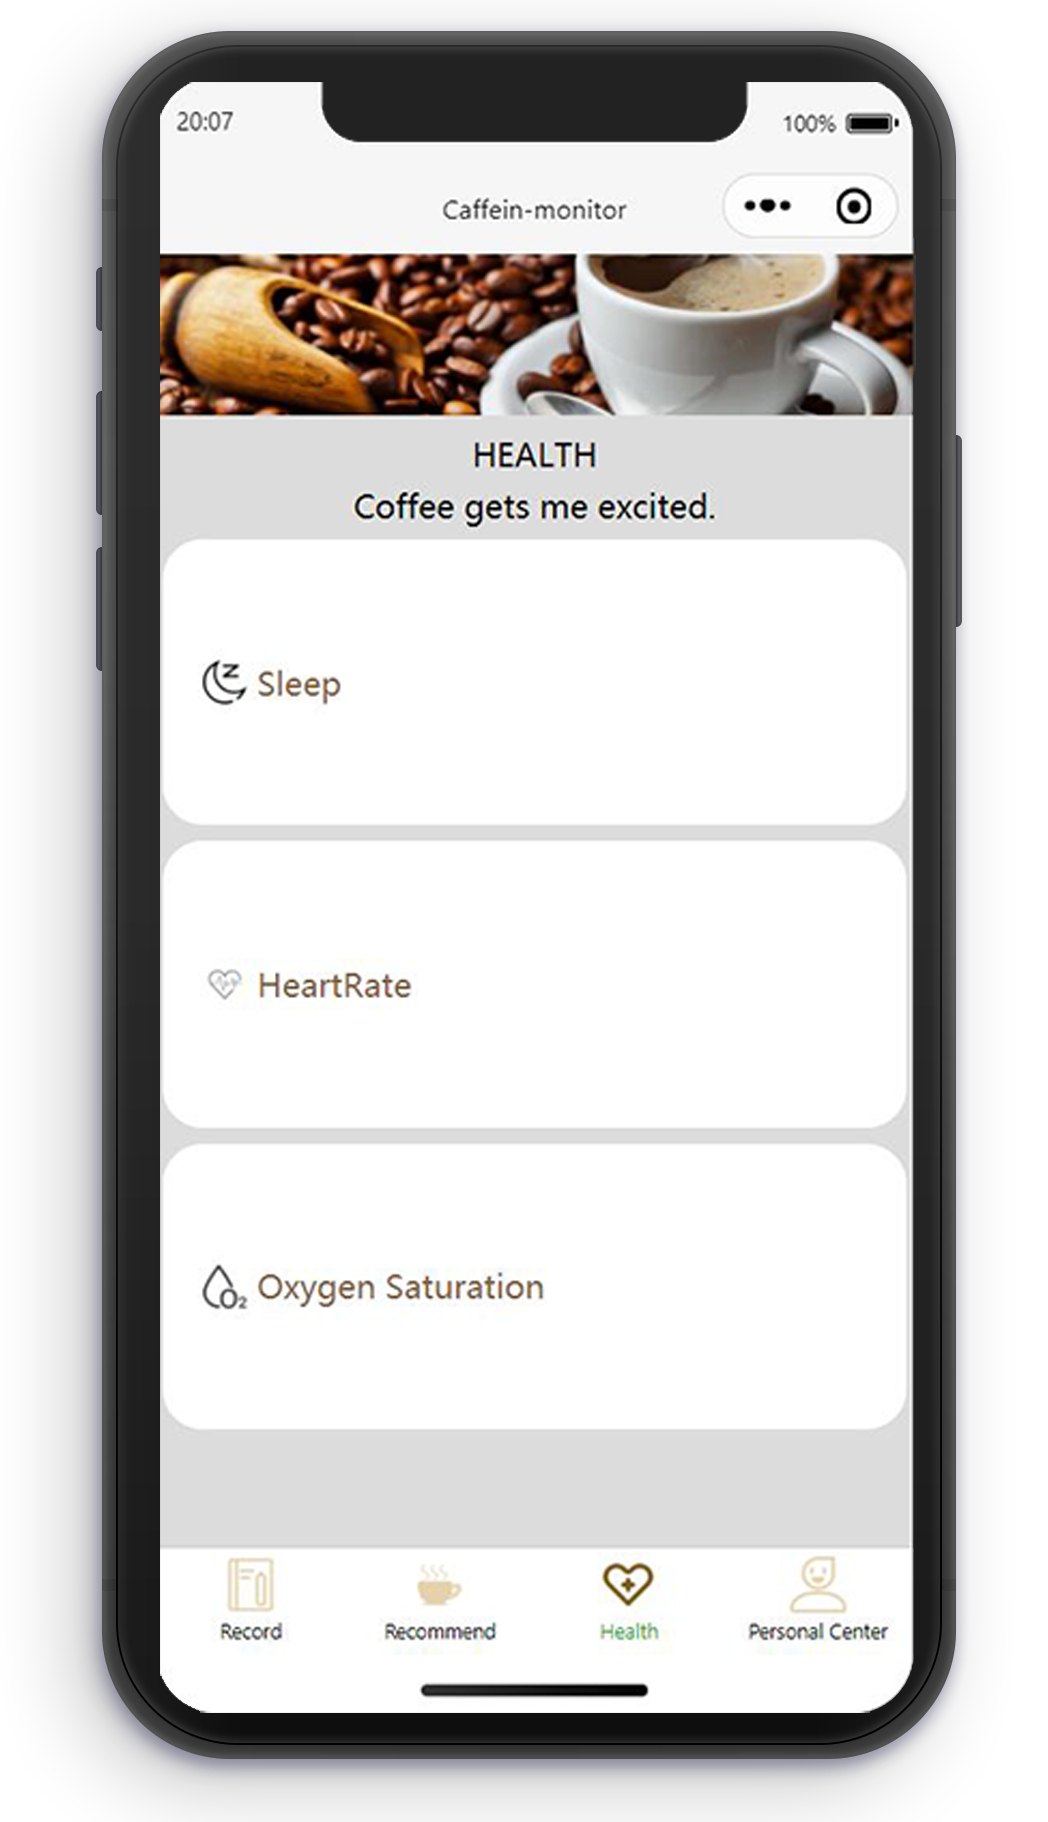 20:07
100%
Caffein-monitor
HEALTH
Coffee gets me excited.
Sleep
HeartRate
Oxygen Saturation
Record
Recommend
Health
Personal Center